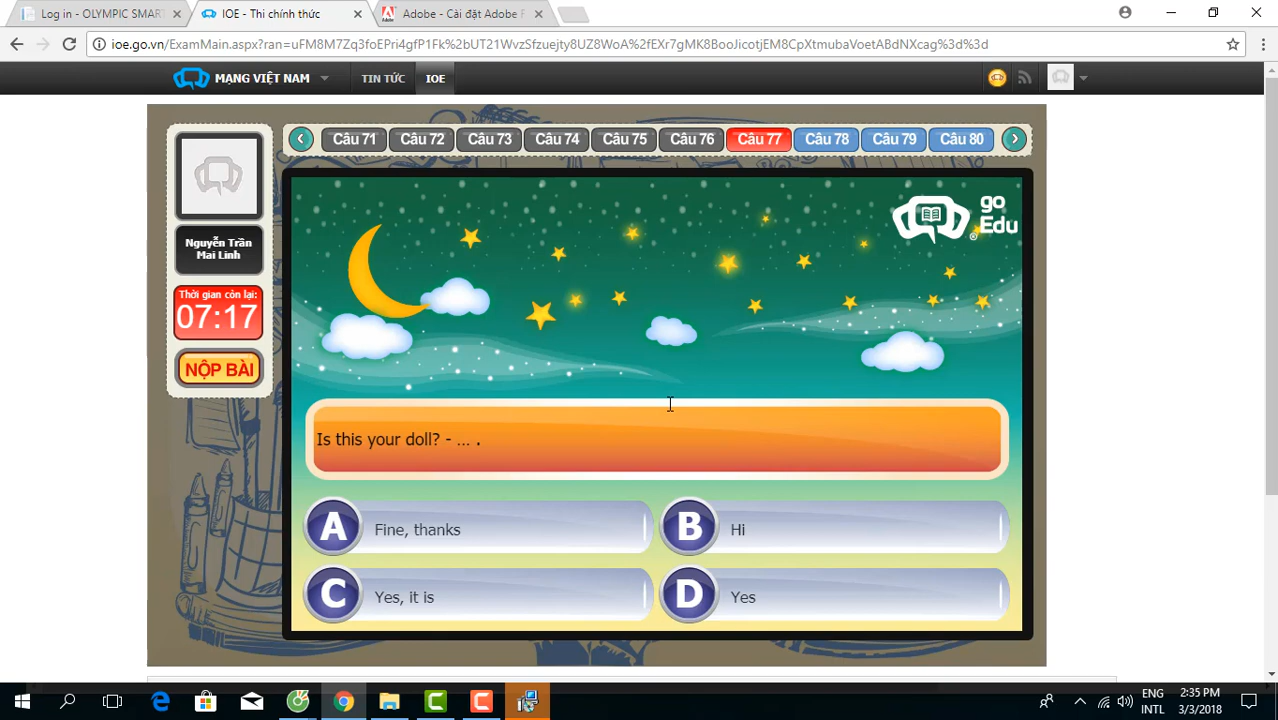 Log in - OLYMPIC SMART
IOE - Thi chính thức
Adobe - Cài đặt Adobe F
ioe.go.vn/ExamMain.aspx?ran=uFM8M7Zq3foEPri4gfP1Fk%2bUT21WvzSfzuejty8UZ8WoA%2fEXr7gMK8BooJicotjEM8CpXtmubaVoetABdNXcag%3d%3d
MẠNG VIỆT NAM
TIN TỨC
IOE
Câu 71
Câu 72
Câu 73
Câu 74
Câu 75
Câu 76
Câu 77
Câu 78
Câu 79
Câu 80
Nguyễn Trần
Mai Linh
Thời gian còn lại:
07:17
NỘP BÀI
go
Edu
Is this your doll? - ... .
A Fine, thanks
B Hi
C Yes, it is
D Yes
ENG
INTL
2:35 PM
3/3/2018